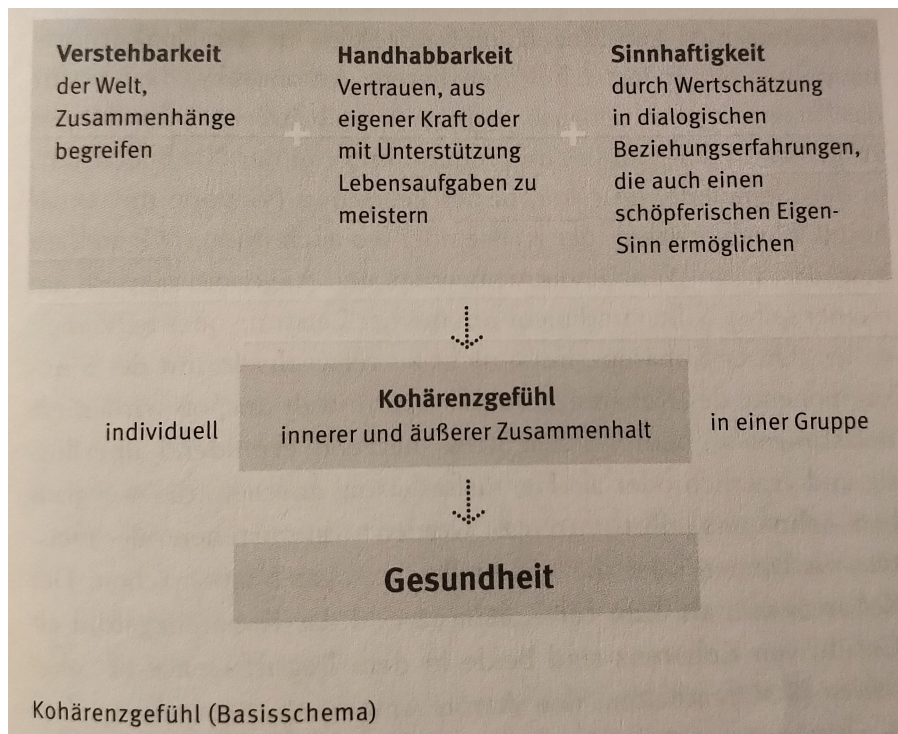 Verstehbarkeit
der Welt,
Zusammenhänge
begreifen
+
Handhabbarkeit
Vertrauen, aus
eigener Kraft oder
mit Unterstützung
Lebensaufgaben zu
meistern
+
Sinnhaftigkeit
durch Wertschätzung
in dialogischen
Beziehungserfahrungen,
die auch einen
schöpferischen Eigen-
Sinn ermöglichen
individuell
Kohärenzgefühl
innerer und äußerer Zusammenhalt
in einer Gruppe
Gesundheit
Kohärenzgefühl (Basisschema)